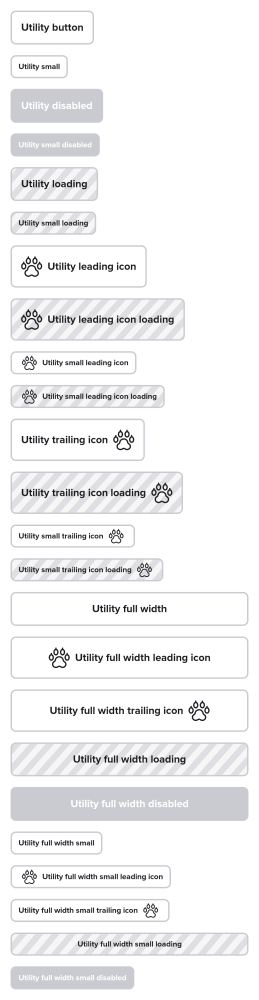 Utility button
Utility small
Utility disabled
Utility small disabled
Utility loading
Utility small loading
Utility leading icon
Utility leading icon loading
Utility small leading icon
Utility small leading icon loading
Utility trailing icon
Utility trailing icon loading
Utility small trailing icon
Utility small trailing icon loading
Utility full width
Utility full width leading icon
Utility full width trailing icon
Utility full width loading
Utility full width disabled
Utility full width small
Utility full width small leading icon
Utility full width small trailing icon
Utility full width small loading
Utility full width small disabled